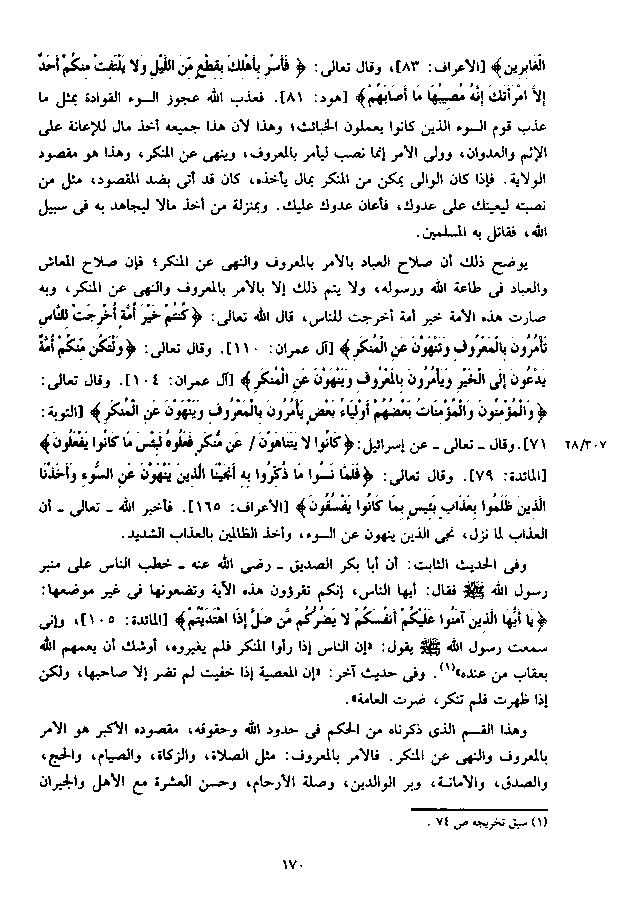 الْغَابِرِينَ﴾ [الأعراف: ٨٣]، وقال تعالى: ﴿فَأَسْرِ بِأَهْلِكَ بِقِطْعٍ مِّنَ اللَّيْلِ وَلا يَلْتَفِتْ مِنكُمْ أَحَدٌ
إِلاَّ امْرَأَتَكَ إِنَّهُ مُصِيبُهَا مَا أَصَابَهُمْ﴾ [هود: ٨١]. فعذب الله عجوز السوء القوادة بمثل ما
عذب قوم السوء الذين كانوا يعملون الخبائث؛ وهذا لأن هذا جميعه أخذ مال للإعانة على
الإثم والعدوان، وولى الأمر إنما نصب ليأمر بالمعروف، وينهى عن المنكر، وهذا هو مقصود
الولاية. فإذا كان الوالى يمكن من المنكر بمال يأخذه، كان قد أتى بضد المقصود، مثل من
نصبته ليعينك على عدوك، فأعان عدوك عليك. وبمنزلة من أخذ مالا ليجاهد به فى سبيل
الله، فقاتل به المسلمين.
يوضح ذلك أن صلاح العباد بالأمر بالمعروف والنهى عن المنكر؛ فإن صلاح المعاش
والعباد فى طاعة الله ورسوله، ولا يتم ذلك إلا بالأمر بالمعروف والنهى عن المنكر، وبه
صارت هذه الأمة خير أمة أخرجت للناس، قال الله تعالى: ﴿كُنتُمْ خَيْرَ أُمَّةٍ أُخْرِجَتْ لِلنَّاسِ
تَأْمُرُونَ بِالْمَعْرُوفِ وَتَنْهَوْنَ عَنِ الْمُنكَرِ﴾ [آل عمران: ١١٠]. وقال تعالى: ﴿وَلْتَكُن مِّنكُمْ أُمَّةٌ
يَدْعُونَ إِلَى الْخَيْرِ وَيَأْمُرُونَ بِالْمَعْرُوفِ وَيَنْهَوْنَ عَنِ الْمُنكَرِ﴾ [آل عمران: ١٠٤]. وقال تعالى:
﴿وَالْمُؤْمِنُونَ وَالْمُؤْمِنَاتُ بَعْضُهُمْ أَوْلِيَاءُ بَعْضٍ يَأْمُرُونَ بِالْمَعْرُوفِ وَيَنْهَوْنَ عَنِ الْمُنكَرِ﴾ [التوبة:
٧١]. وقال ـ تعالى ـ عن إسرائيل: ﴿كَانُوا لا يَتَنَاهَوْنَ / عَن مُّنكَرٍ فَعَلُوهُ لَبِئْسَ مَا كَانُوا يَفْعَلُونَ﴾ ٢٨/٣٠٧
[المائدة: ٧٩]. وقال تعالى: ﴿فَلَمَّا نَسُوا مَا ذُكِّرُوا بِهِ أَنجَيْنَا الَّذِينَ يَنْهَوْنَ عَنِ السُّوءِ وَأَخَذْنَا
الَّذِينَ ظَلَمُوا بِعَذَابٍ بَئِيسٍ بِمَا كَانُوا يَفْسُقُونَ﴾ [الأعراف: ١٦٥]. فأخبر الله ـ تعالى ـ أن
العذاب لما نزل، نجى الذين ينهون عن السوء، وأخذ الظالمين بالعذاب الشديد.
وفى الحديث الثابت: أن أبا بكر الصديق ـ رضى الله عنه ـ خطب الناس على منبر
رسول الله ﷺ فقال: أيها الناس، إنكم تقرؤون هذه الآية وتضعونها فى غير موضعها:
﴿يَا أَيُّهَا الَّذِينَ آمَنُوا عَلَيْكُمْ أَنفُسَكُمْ لا يَضُرُّكُم مَّن ضَلَّ إِذَا اهْتَدَيْتُمْ﴾ [المائدة: ١٠٥]، وإنى
سمعت رسول الله ﷺ يقول: «إن الناس إذا رأوا المنكر فلم يغيروه، أوشك أن يعمهم الله
بعقاب من عنده»(١). وفى حديث آخر: «إن المعصية إذا خفيت لم تضر إلا صاحبها، ولكن
إذا ظهرت فلم تنكر، ضرت العامة».
وهذا القسم الذى ذكرناه من الحكم فى حدود الله وحقوقه، مقصوده الأكبر هو الأمر
بالمعروف والنهى عن المنكر. فالأمر بالمعروف: مثل الصلاة، والزكاة، والصيام، والحج،
والصدق، والأمانة، وبر الوالدين، وصلة الأرحام، وحسن العشرة مع الأهل والجيران
(١) سبق تخريجه ص ٧٤ .
١٧٠